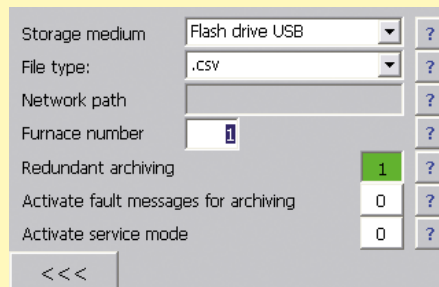 Storage medium Flash drive USB ?
File type: .csv ?
Network path ?
Furnace number 1 ?
Redundant archiving 1 ?
Activate fault messages for archiving 0 ?
Activate service mode 0 ?
<<<